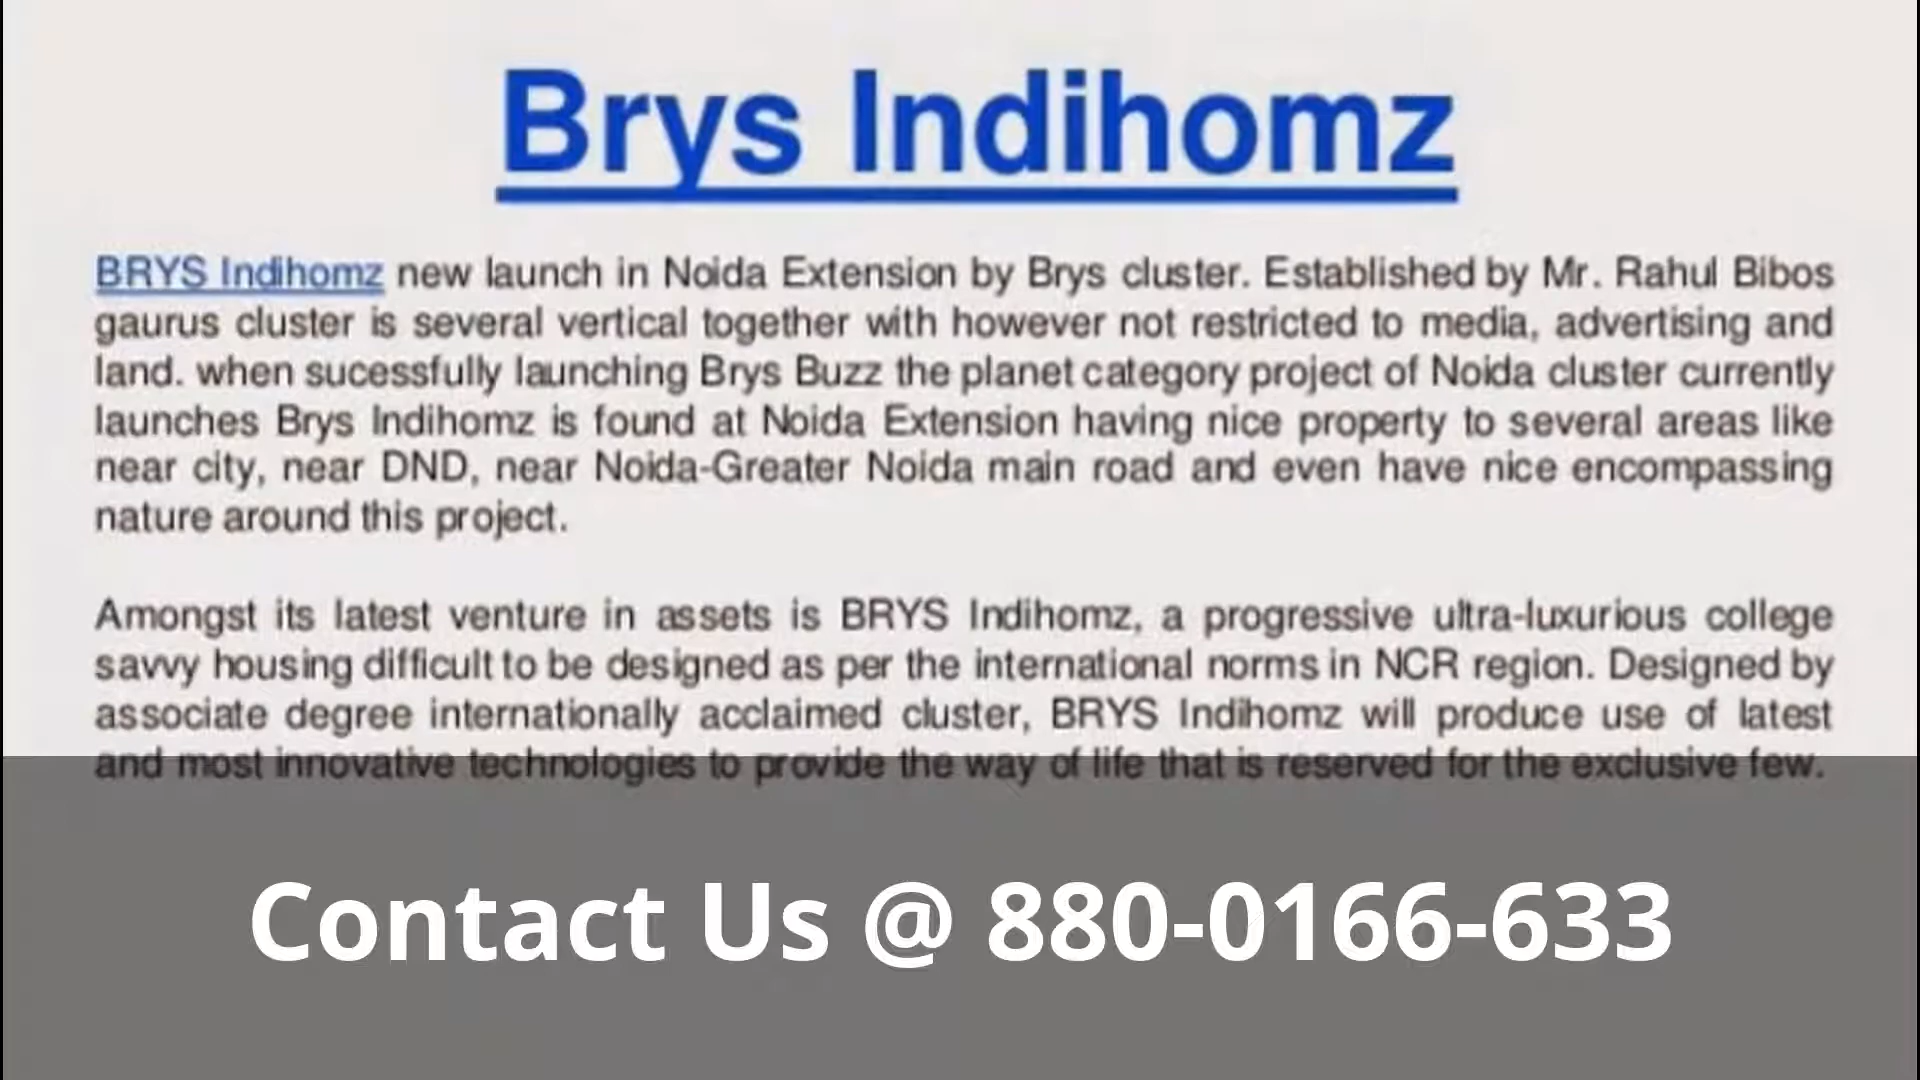 Brys Indihomz
BRYS Indihomz new launch in Noida Extension by Brys cluster. Established by Mr. Rahul Bibos
gaurus cluster is several vertical together with however not restricted to media, advertising and
land. when sucessfully launching Brys Buzz the planet category project of Noida cluster currently
launches Brys Indihomz is found at Noida Extension having nice property to several areas like
near city, near DND, near Noida-Greater Noida main road and even have nice encompassing
nature around this project.
Amongst its latest venture in assets is BRYS Indihomz, a progressive ultra-luxurious college
savvy housing difficult to be designed as per the international norms in NCR region. Designed by
associate degree internationally acclaimed cluster, BRYS Indihomz will produce use of latest
and most innovative technologies to provide the way of life that is reserved for the exclusive few.
Contact Us @ 880-0166-633